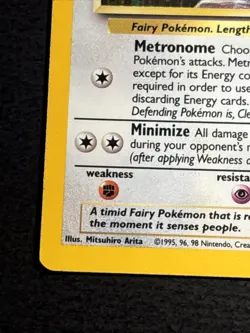 Fairy Pokémon. Length
Metronome Choo
Pokémon's attacks. Metr
except for its Energy co
required in order to use
discarding Energy cards.
Defending Pokémon is, Cle
Minimize All damage
during your opponent's n
(after applying Weakness a
weakness resista
A timid Fairy Pokémon that is ra
the moment it senses people.
Illus. Mitsuhiro Arita ©1995, 96, 98 Nintendo, Crea